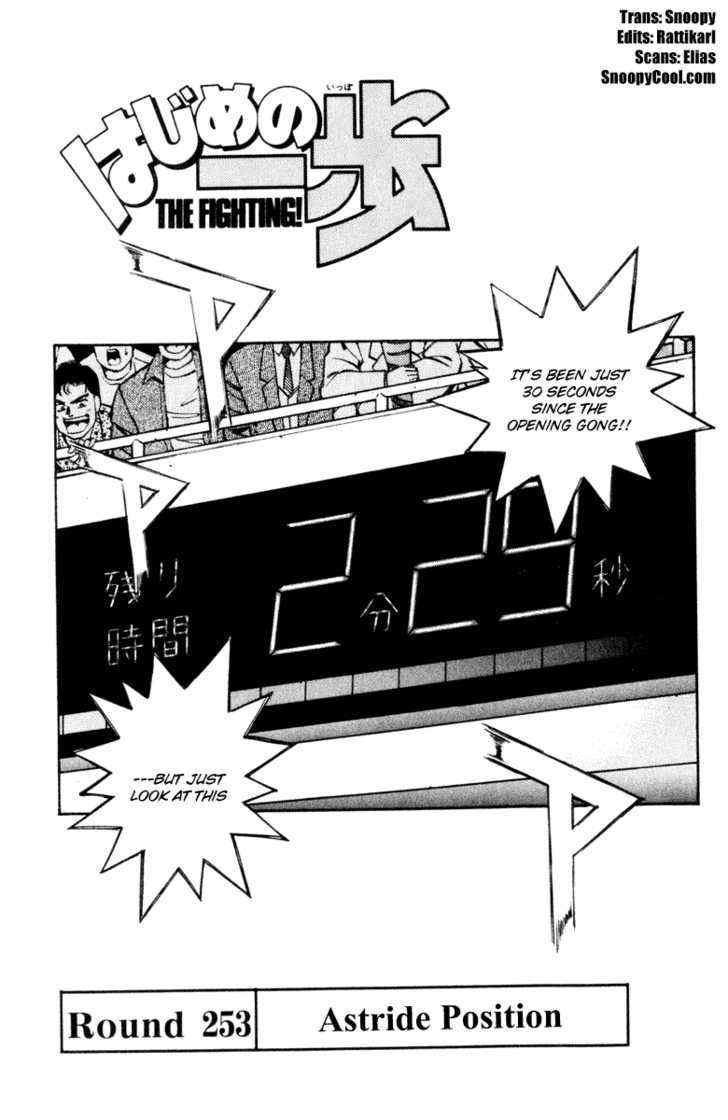 Trans: Snoopy
Edits: Rattikarl
Scans: Elias
SnoopyCool.com
いっぽ
はじめの一歩
THE FIGHTING!
IT'S BEEN JUST
30 SECONDS
SINCE THE
OPENING GONG!!
残り
時間
2分29秒
---BUT JUST
LOOK AT THIS
Round 253
Astride Position